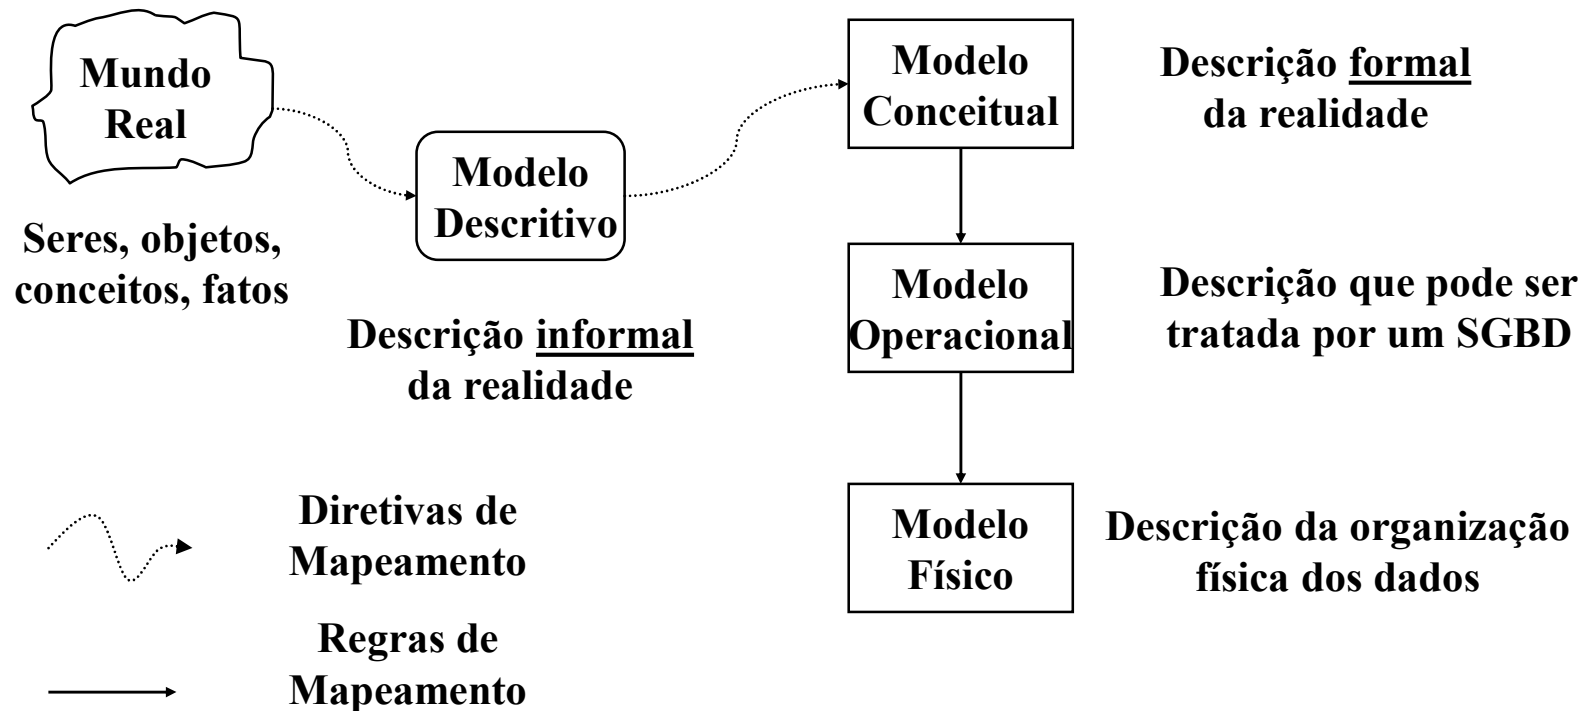 Mundo
Real
Seres, objetos,
conceitos, fatos
Modelo
Descritivo
Descrição informal
da realidade
Modelo
Conceitual
Descrição formal
da realidade
Modelo
Operacional
Descrição que pode ser
tratada por um SGBD
Modelo
Físico
Descrição da organização
física dos dados
Diretivas de
Mapeamento
Regras de
Mapeamento